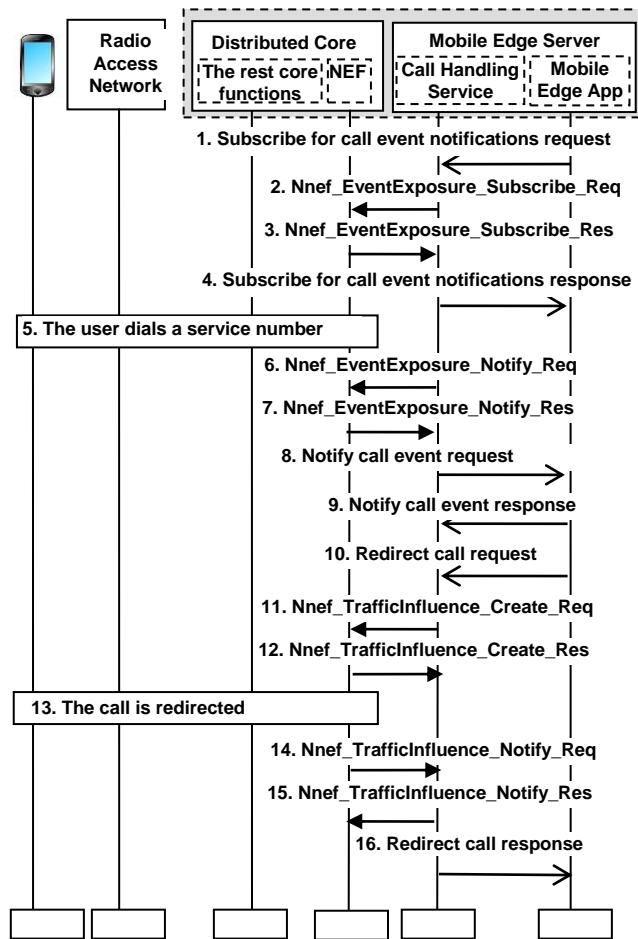 Radio
Access
Network
Distributed Core
The rest core
functions
NEF
Mobile Edge Server
Call Handling
Service
Mobile
Edge App
1. Subscribe for call event notifications request
2. Nnef_EventExposure_Subscribe_Req
3. Nnef_EventExposure_Subscribe_Res
4. Subscribe for call event notifications response
5. The user dials a service number
6. Nnef_EventExposure_Notify_Req
7. Nnef_EventExposure_Notify_Res
8. Notify call event request
9. Notify call event response
10. Redirect call request
11. Nnef_TrafficInfluence_Create_Req
12. Nnef_TrafficInfluence_Create_Res
13. The call is redirected
14. Nnef_TrafficInfluence_Notify_Req
15. Nnef_TrafficInfluence_Notify_Res
16. Redirect call response